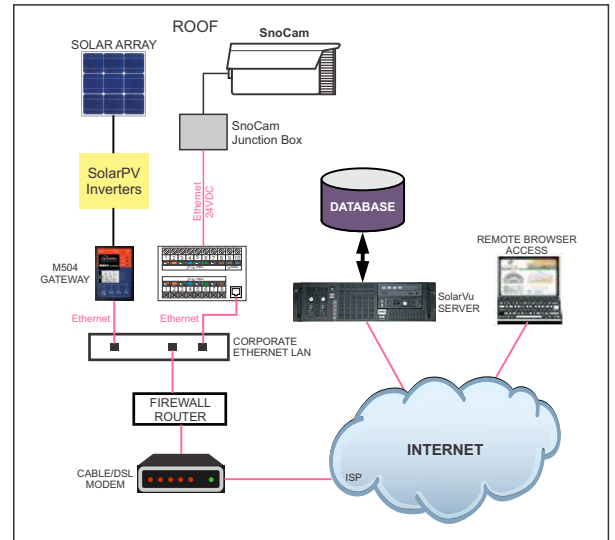 ROOF
SOLAR ARRAY
SnoCam
SnoCam
Junction Box
SolarPV
Inverters
Ethernet
24VDC
DATABASE
M504
GATEWAY
REMOTE BROWSER
ACCESS
SolarVu
SERVER
Ethernet
Ethernet
CORPORATE
ETHERNET LAN
FIREWALL
ROUTER
CABLE/DSL
MODEM
ISP
INTERNET